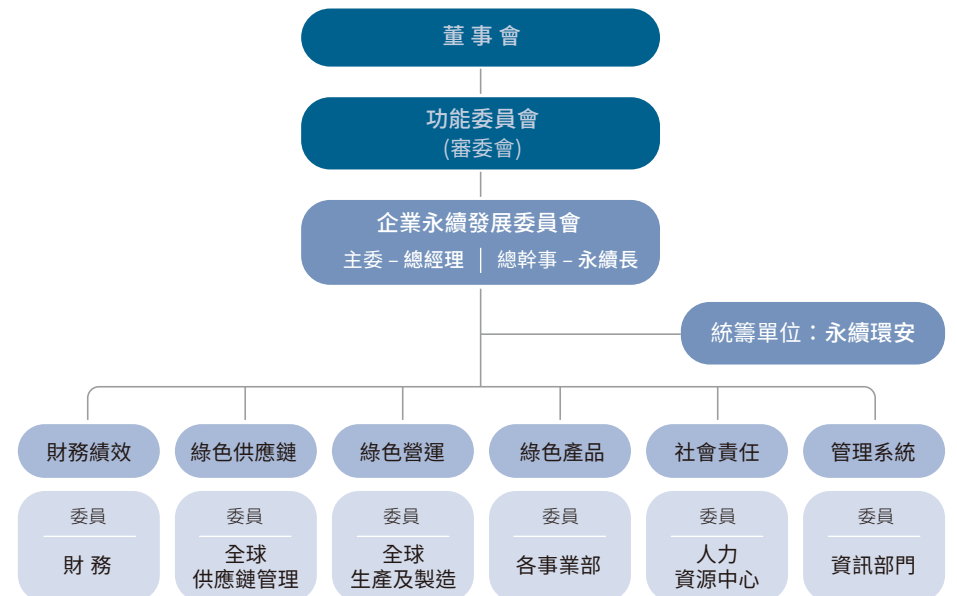 董事會
功能委員會
(審委會)
企業永續發展委員會
主委–總經理｜總幹事–永續長
統籌單位：永續環安
財務績效 綠色供應鏈 綠色營運 綠色產品 社會責任 管理系統
委員 委員 委員 委員 委員 委員
財務
全球
供應鏈管理
全球
生產及製造
各事業部
人力
資源中心
資訊部門